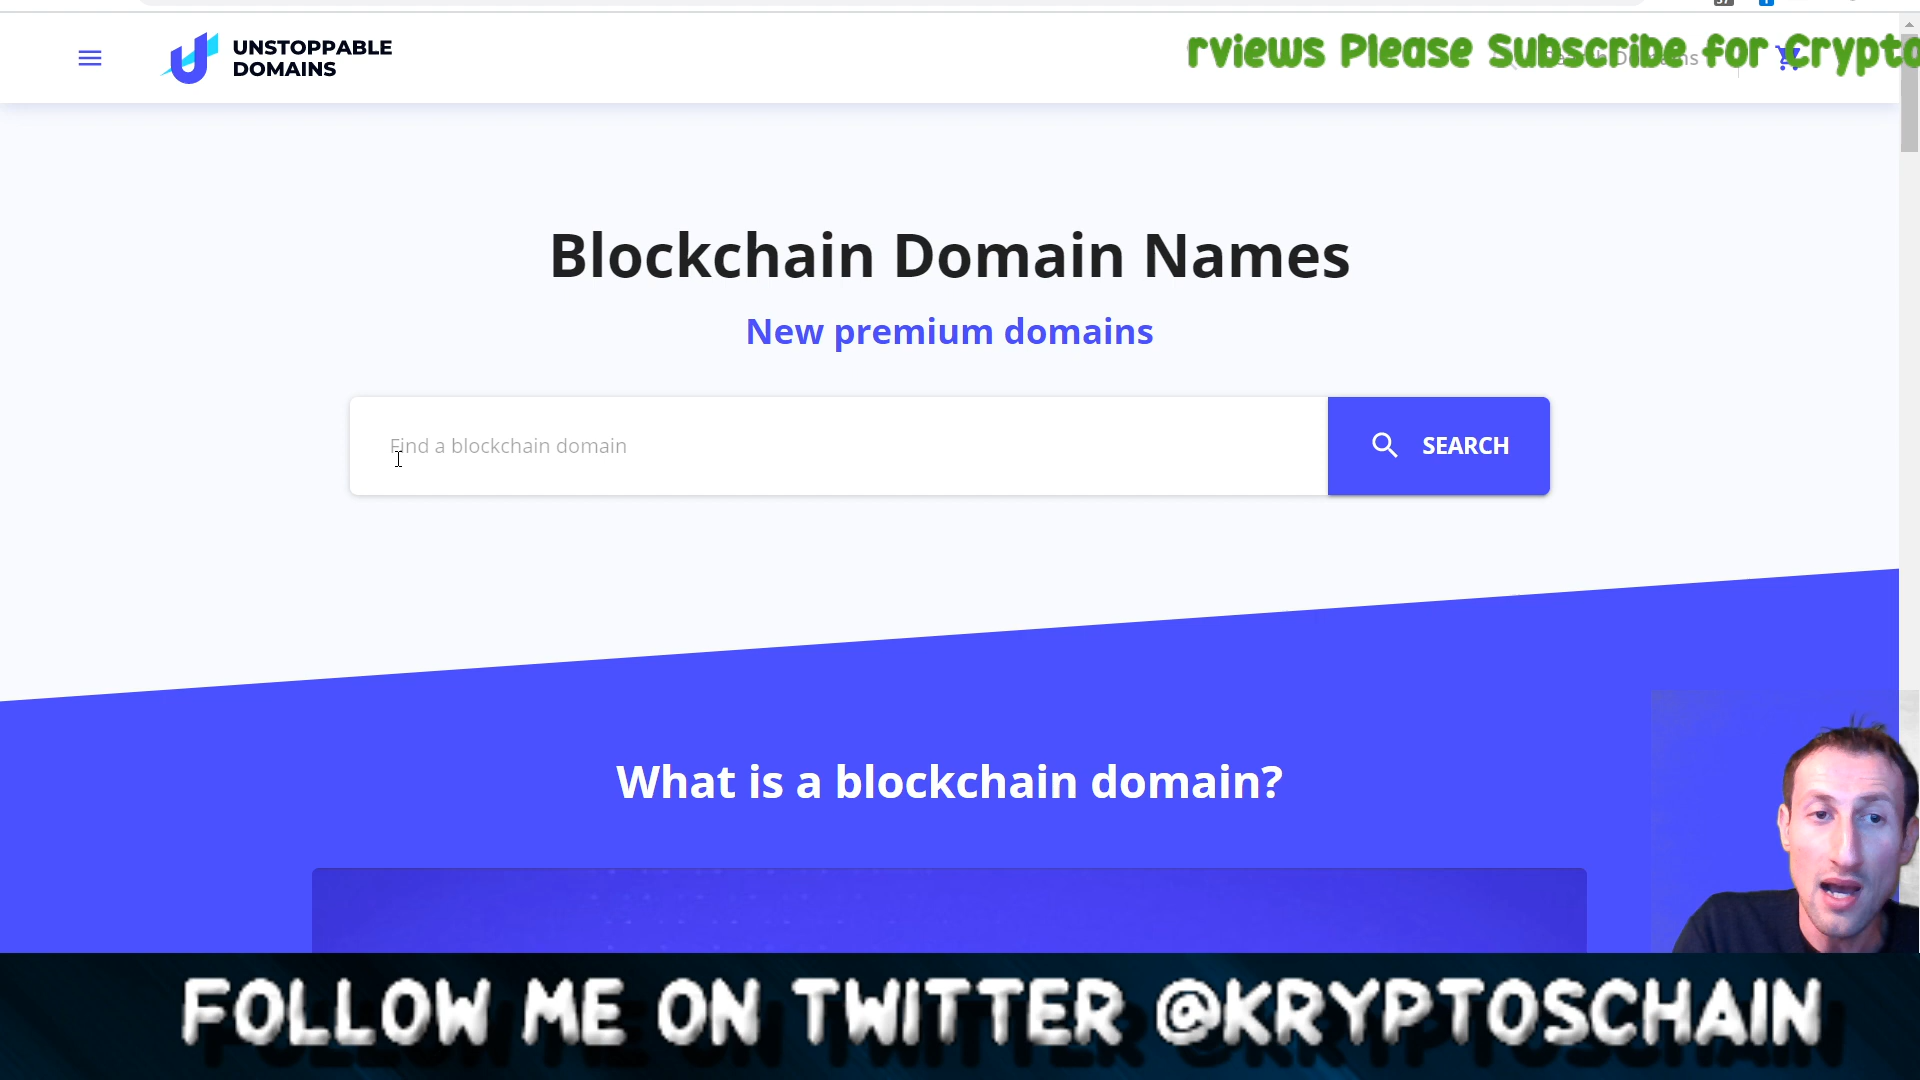 UNSTOPPABLE
DOMAINS
rviews Please Subscribe for Crypto
Blockchain Domain Names
New premium domains
Find a blockchain domain
SEARCH
What is a blockchain domain?
FOLLOW ME ON TWITTER @KRYPTOSCHAIN